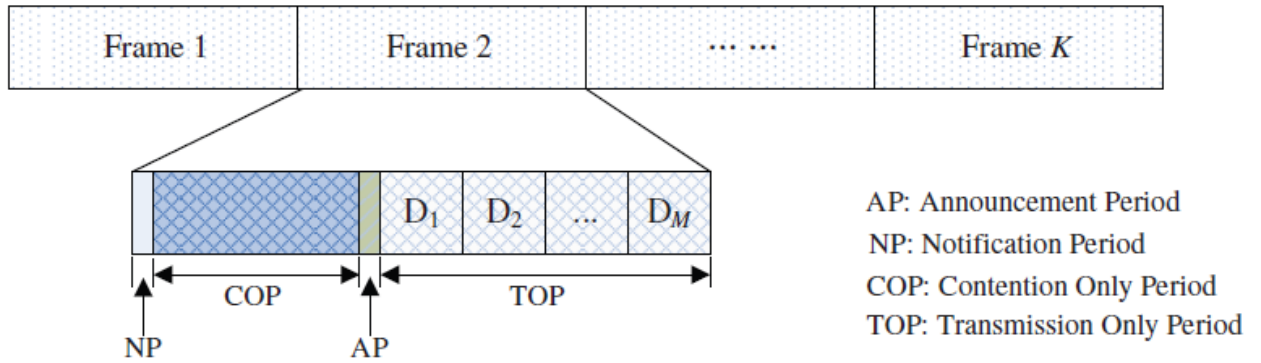 Frame 1 Frame 2 ... ... Frame K
D1 D2 ... DM
COP TOP
NP AP
AP: Announcement Period
NP: Notification Period
COP: Contention Only Period
TOP: Transmission Only Period